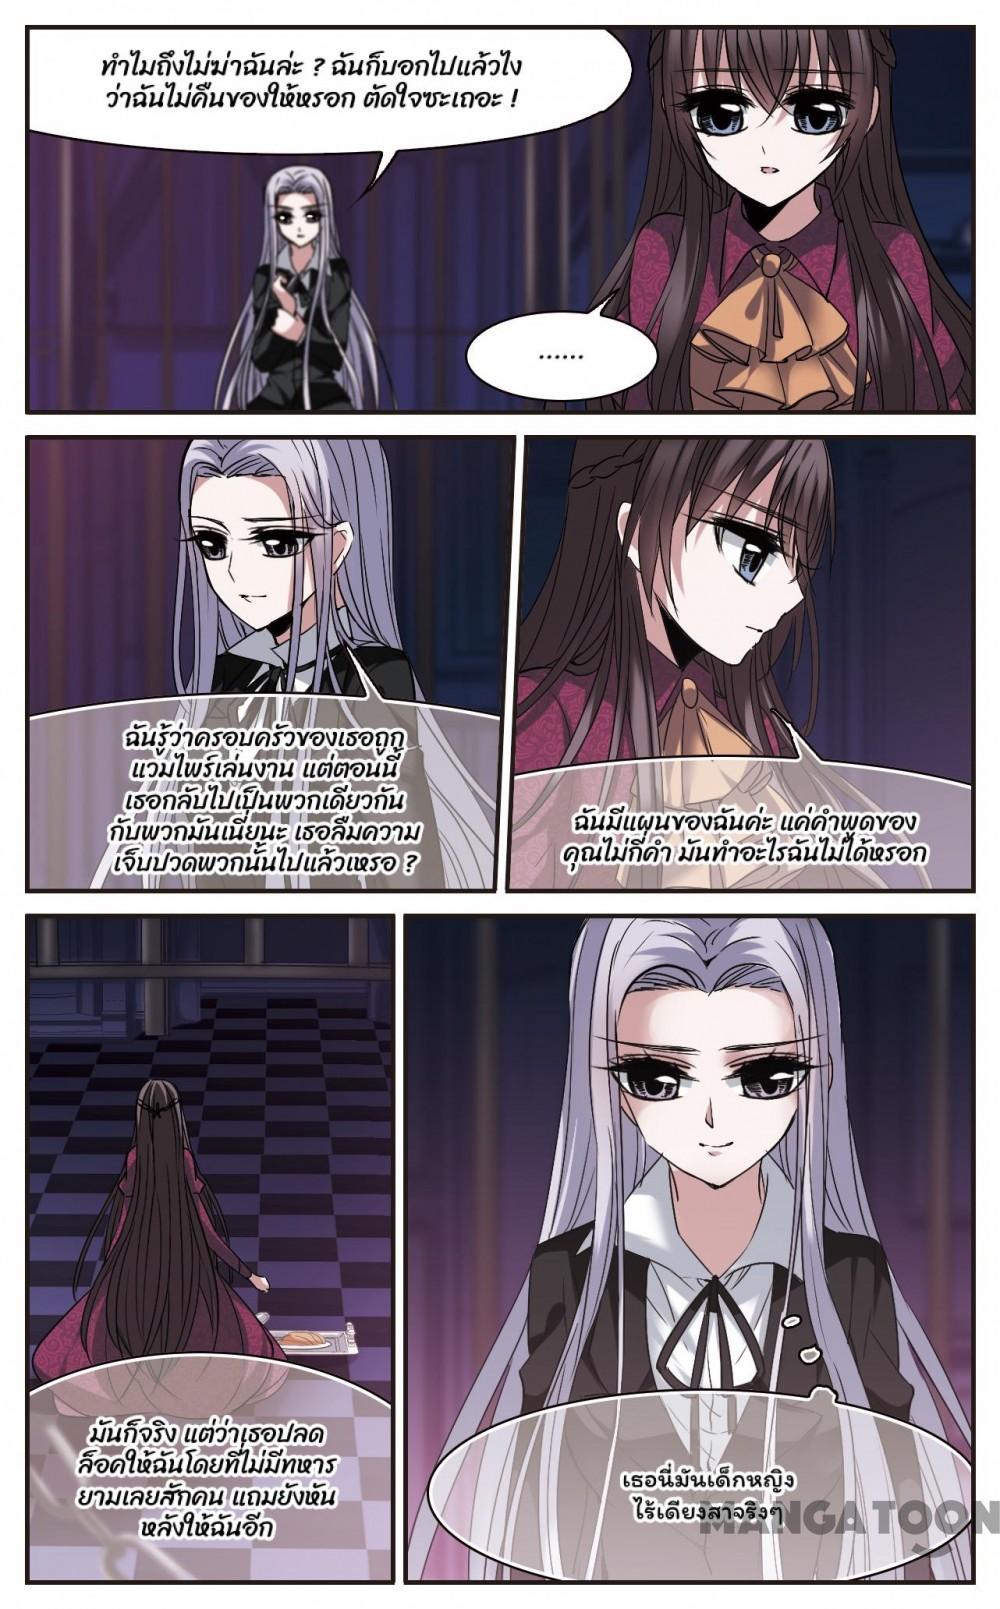 ทำไมถึงไม่ฆ่าฉันล่ะ ? ฉันก็บอกไปแล้วไง
ว่าฉันไม่คืนของให้หรอก ตัดใจซะเถอะ !
......
ฉันรู้ว่าครอบครัวของเธอถูก
แวมไพร์เล่นงาน แต่ตอนนี้
เธอกลับไปเป็นพวกเดียวกัน
กับพวกมันเนี่ยนะ เธอลืมความ
เจ็บปวดพวกนั้นไปแล้วเหรอ ?
ฉันมีแผนของฉันค่ะ แค่คำพูดของ
คุณไม่กี่คำ มันทำอะไรฉันไม่ได้หรอก
มันก็จริง แต่ว่าเธอปลด
ล็อคให้ฉันโดยที่ไม่มีทหาร
ยามเลยสักคน แถมยังหัน
หลังให้ฉันอีก
เธอนี่มันเด็กหญิง
ไร้เดียงสาจริงๆ
MANGATOON